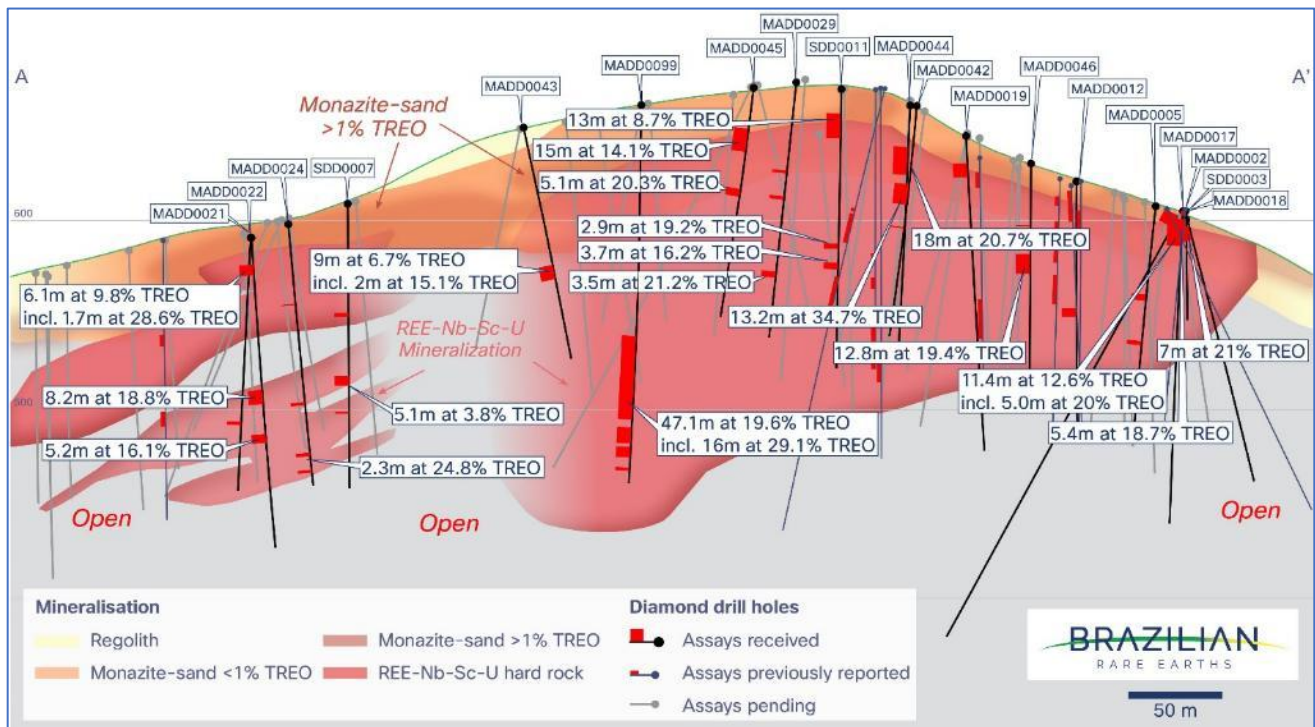 A
A'
MADD0021
MADD0022
MADD0024
SDD0007
MADD0043
MADD0099
MADD0045
MADD0029
SDD0011
MADD0044
MADD0042
MADD0019
MADD0046
MADD0012
MADD0005
MADD0017
MADD0002
SDD0003
MADD0018
Monazite-sand
>1% TREO
600
500
13m at 8.7% TREO
15m at 14.1% TREO
5.1m at 20.3% TREO
2.9m at 19.2% TREO
3.7m at 16.2% TREO
3.5m at 21.2% TREO
18m at 20.7% TREO
13.2m at 34.7% TREO
12.8m at 19.4% TREO
7m at 21% TREO
11.4m at 12.6% TREO
incl. 5.0m at 20% TREO
5.4m at 18.7% TREO
9m at 6.7% TREO
incl. 2m at 15.1% TREO
6.1m at 9.8% TREO
incl. 1.7m at 28.6% TREO
REE-Nb-Sc-U
Mineralization
8.2m at 18.8% TREO
5.2m at 16.1% TREO
5.1m at 3.8% TREO
2.3m at 24.8% TREO
47.1m at 19.6% TREO
incl. 16m at 29.1% TREO
Open
Open
Open
Mineralisation
Regolith
Monazite-sand <1% TREO
Monazite-sand >1% TREO
REE-Nb-Sc-U hard rock
Diamond drill holes
Assays received
Assays previously reported
Assays pending
BRAZILIAN
RARE EARTHS
50 m